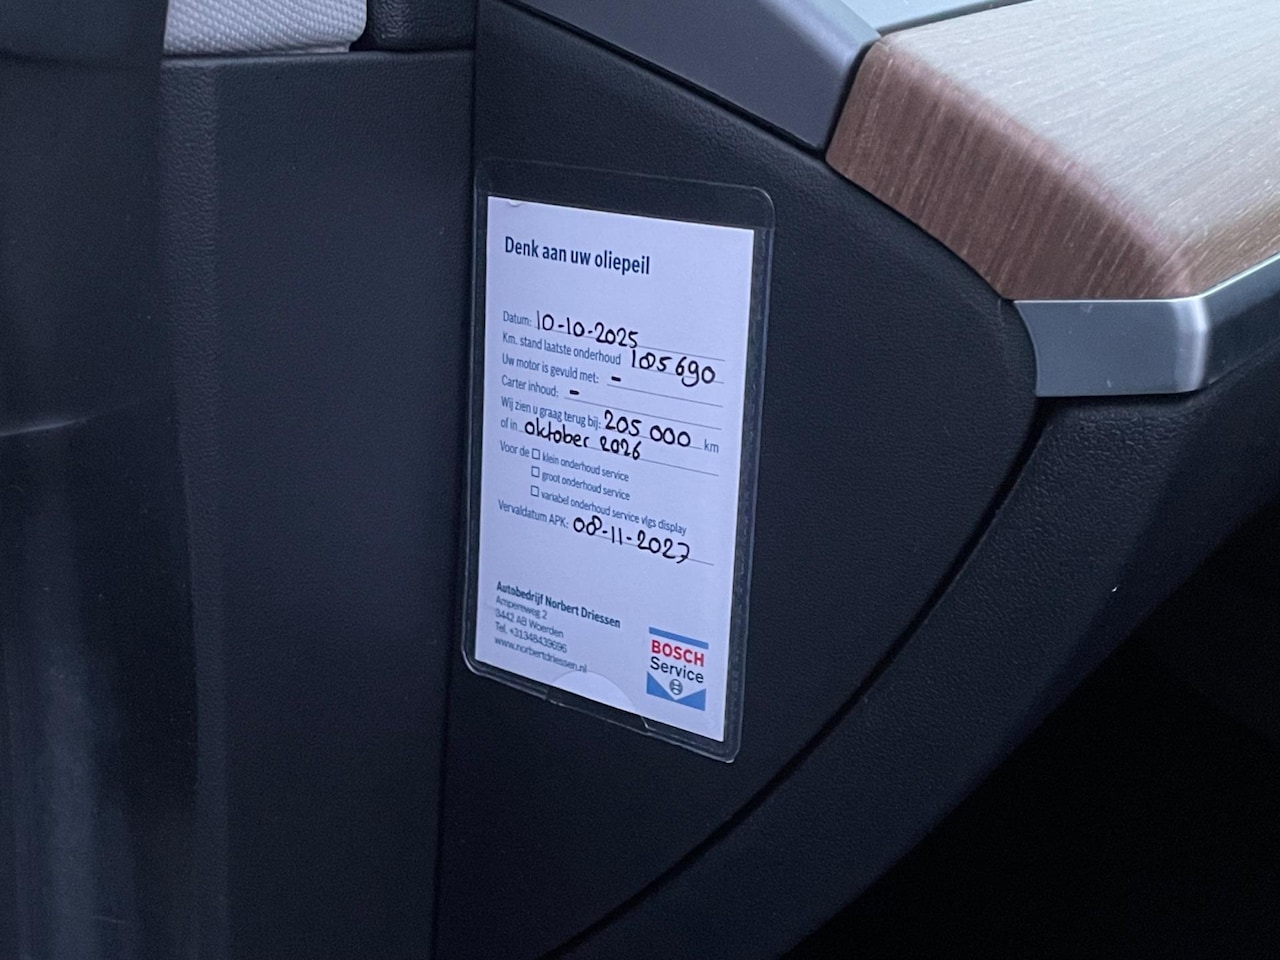 Denk aan uw oliepeil
Datum: 10-10-2025
Km. stand laatste onderhoud 185690
Uw motor is gevuld met: -
Carter inhoud: -
Wij zien u graag terug bij: 205 000 km
of in oktober 2026
Voor de ☐ klein onderhoud service
☐ groot onderhoud service
☐ variabel onderhoud service vlgs display
Vervaldatum APK: 08-11-2027
Autobedrijf Norbert Driessen
Ampereweg 2
3442 AB Woerden
Tel. +31348439696
www.norbertdriessen.nl
BOSCH
Service